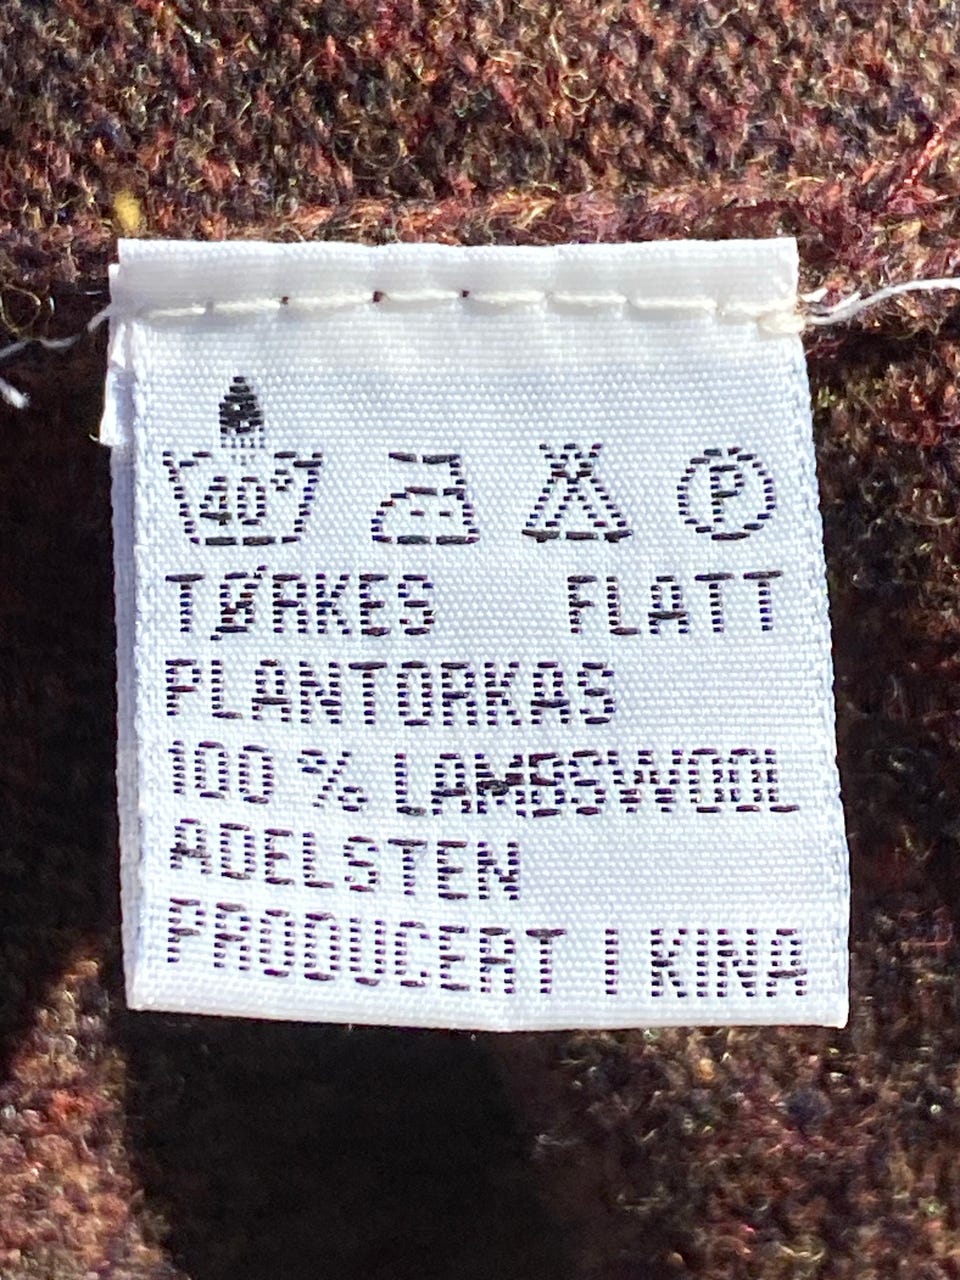 40°
P
TØRKES FLATT
PLANTORKAS
100 % LAMBSWOOL
ADELSTEN
PRODUCERT I KINA